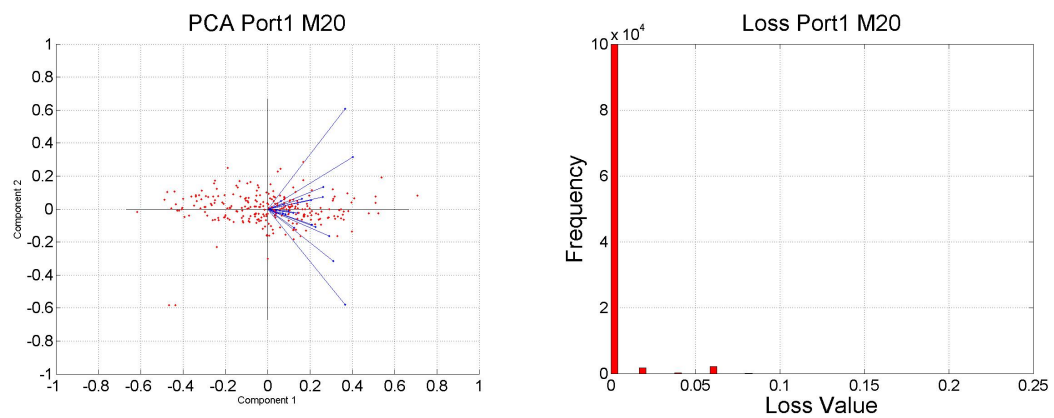 PCA Port1 M20
1
0.8
0.6
0.4
0.2
0
-0.2
-0.4
-0.6
-0.8
-1
Component 2
-1 -0.8 -0.6 -0.4 -0.2 0 0.2 0.4 0.6 0.8 1
Component 1
Loss Port1 M20
x 10⁴
10
8
6
4
2
0
Frequency
0 0.05 0.1 0.15 0.2 0.25
Loss Value